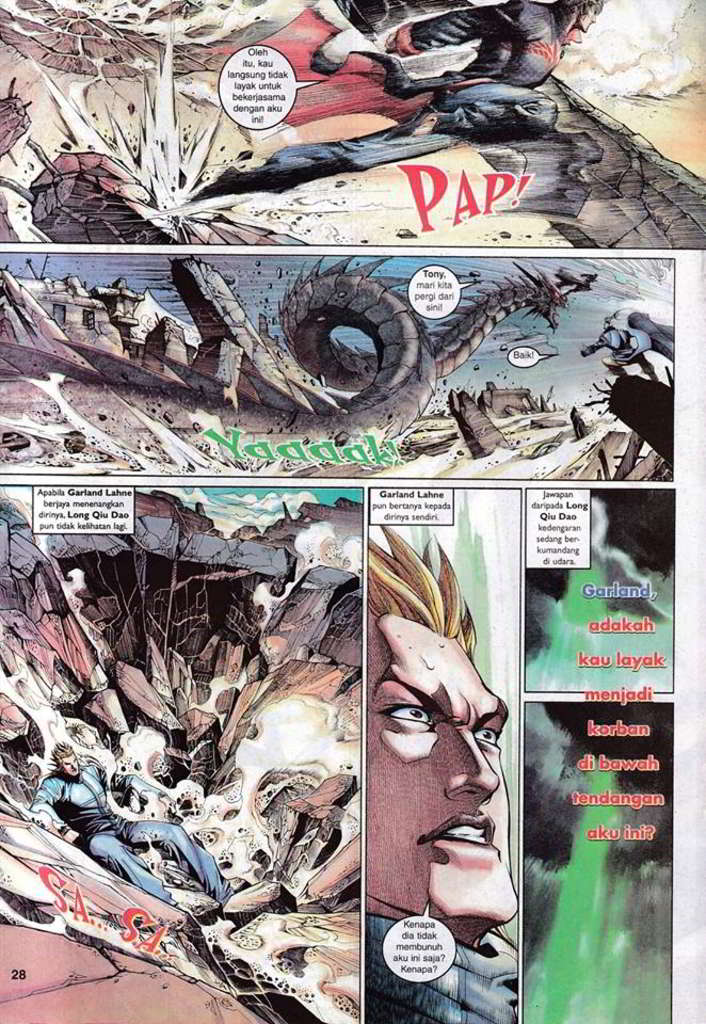 Oleh
itu, kau
langsung tidak
layak untuk
bekerjasama
dengan aku
ini!
PAP!
Tony,
mari kita
pergi dari
sini!
Baik!
Yaaaaak!
Apabila Garland Lahne
berjaya menenangkan
dirinya, Long Qiu Dao
pun tidak kelihatan lagi.
SA... SA..
Garland Lahne
pun bertanya kepada
dirinya sendiri.
Kenapa
dia tidak
membunuh
aku ini saja?
Kenapa?
Jawapan
daripada Long
Qiu Dao
kedengaran
sedang ber-
kumandang
di udara.
Garland,
adakah
kau layak
menjadi
korban
di bawah
tendangan
aku ini?
28